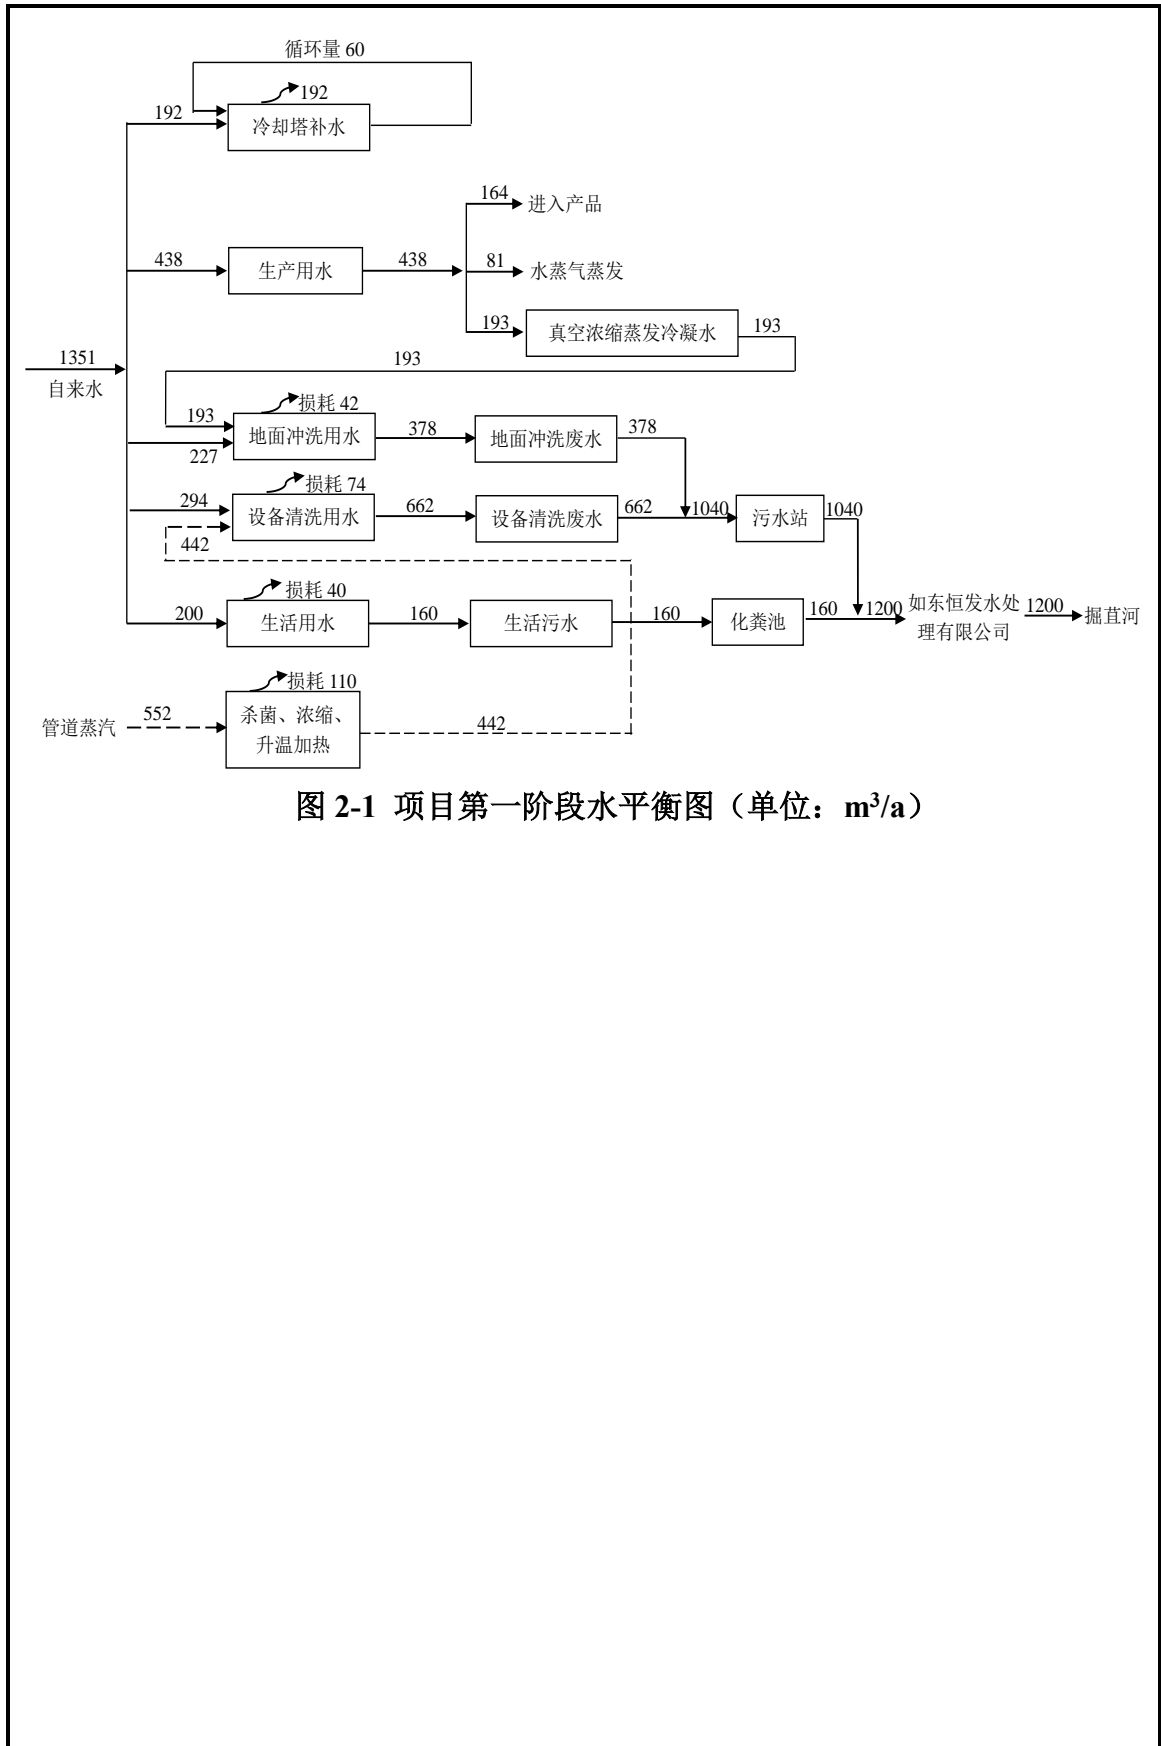 循环量 60
192
192
冷却塔补水
164
进入产品
438
生产用水
438
81
水蒸气蒸发
193
真空浓缩蒸发冷凝水
193
1351
自来水
193
193
227
损耗 42
地面冲洗用水
378
地面冲洗废水
378
294
442
损耗 74
设备清洗用水
662
设备清洗废水
662
1040
污水站
1040
200
损耗 40
生活用水
160
生活污水
160
化粪池
160
1200
如东恒发水处
理有限公司
1200
掘苴河
管道蒸汽
552
损耗 110
杀菌、浓缩、
升温加热
442
图 2-1 项目第一阶段水平衡图（单位：m³/a）